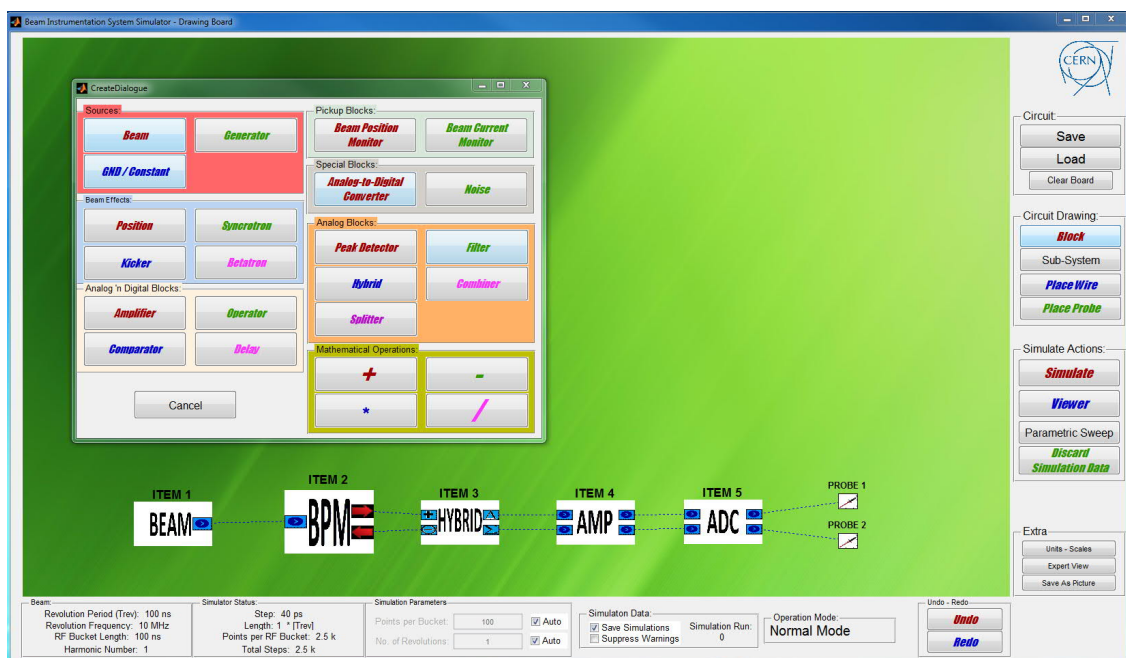 Beam Instrumentation System Simulator - Drawing Board
CERN
CreateDialogue
Sources:
Beam
Generator
GND / Constant
Beam Effects:
Position
Syncrotron
Kicker
Betatron
Analog 'n Digital Blocks:
Amplifier
Operator
Comparator
Delay
Cancel
Pickup Blocks:
Beam Position
Monitor
Beam Current
Monitor
Special Blocks:
Analog-to-Digital
Converter
Noise
Analog Blocks:
Peak Detector
Filter
Hybrid
Combiner
Splitter
Mathematical Operations:
+
-
*
/
Circuit:
Save
Load
Clear Board
Circuit Drawing:
Block
Sub-System
Place Wire
Place Probe
Simulate Actions:
Simulate
Viewer
Parametric Sweep
Discard
Simulation Data
Extra
Units - Scales
Expert View
Save As Picture
ITEM 1
BEAM
ITEM 2
BPM
ITEM 3
HYBRID
ITEM 4
AMP
ITEM 5
ADC
PROBE 1
PROBE 2
Beam:
Revolution Period (Trev): 100 ns
Revolution Frequency: 10 MHz
RF Bucket Length: 100 ns
Harmonic Number: 1
Simulator Status:
Step: 40 ps
Length: 1 * [Trev]
Points per RF Bucket: 2.5 k
Total Steps: 2.5 k
Simulation Parameters
Points per Bucket: 100 Auto
No. of Revolutions: 1 Auto
Simulaton Data:
Save Simulations
Suppress Warnings
Simulation Run:
0
Operation Mode:
Normal Mode
Undo - Redo
Undo
Redo